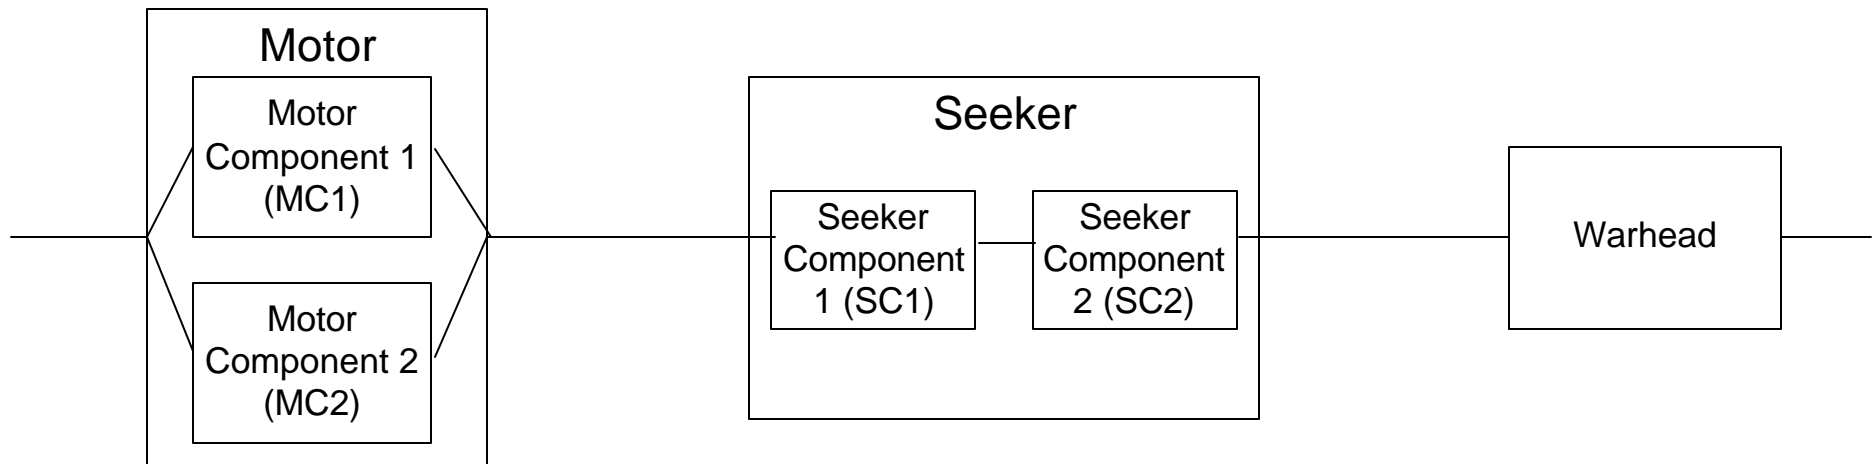 Motor
Motor
Component 1
(MC1)
Motor
Component 2
(MC2)
Seeker
Seeker
Component
1 (SC1)
Seeker
Component
2 (SC2)
Warhead